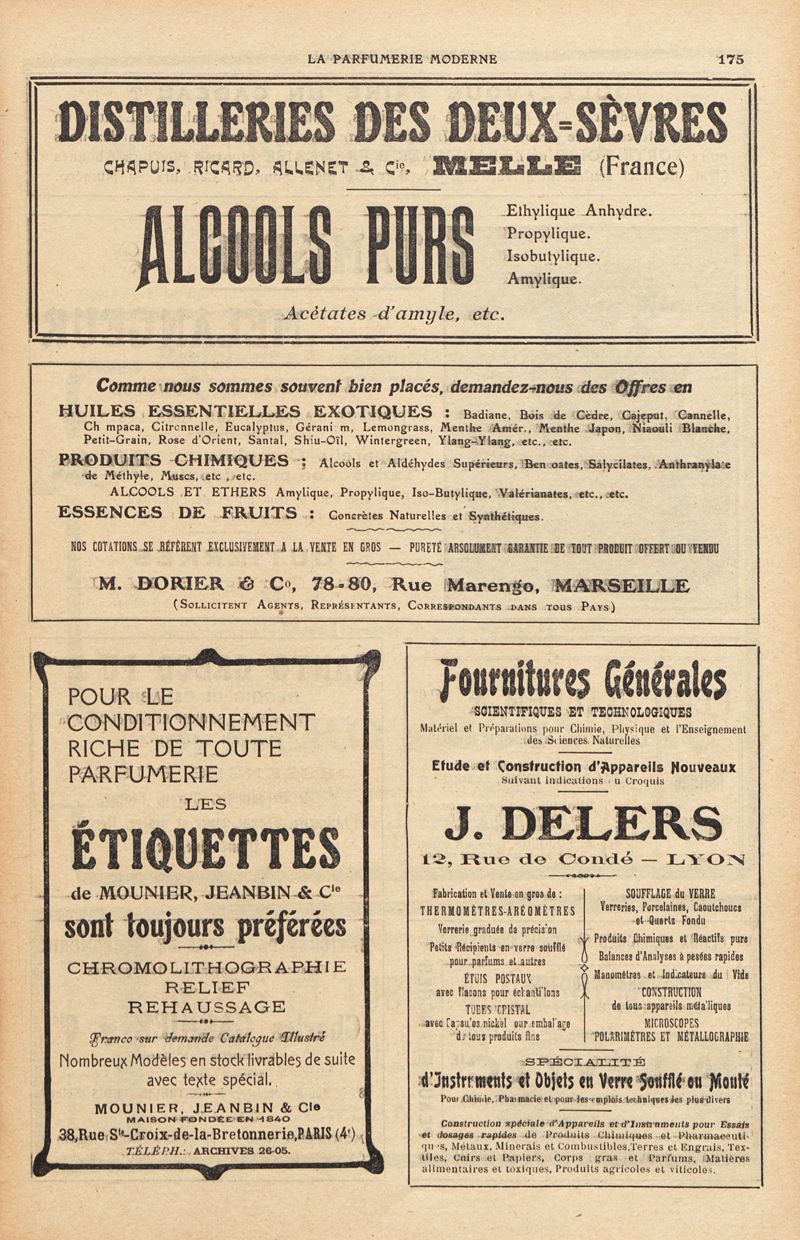 LA PARFUMERIE MODERNE
175
DISTILLERIES DES DEUX=SÈVRES
CHAPUIS, RICARD, ALLENET & Cie, MELLE (France)
ALCOOLS PURS
Ethylique Anhydre.
Propylique.
Isobutylique.
Amylique.
Acétates d'amyle, etc.
Comme nous sommes souvent bien placés, demandez-nous des Offres en
HUILES ESSENTIELLES EXOTIQUES : Badiane, Bois de Cèdre, Cajeput, Cannelle,
Ch mpaca, Citronnelle, Eucalyptus, Gérani m, Lemongrass, Menthe Amér., Menthe Japon, Niaouli Blanche,
Petit-Grain, Rose d'Orient, Santal, Shiu-Oïl, Wintergreen, Ylang-Ylang, etc., etc.
PRODUITS CHIMIQUES : Alcools et Aldéhydes Supérieurs, Ben oates, Salycilates, Anthranylate
de Méthyle, Muscs, etc , etc.
ALCOOLS ET ETHERS Amylique, Propylique, Iso-Butylique, Valérianates, etc., etc.
ESSENCES DE FRUITS : Concrètes Naturelles et Synthétiques.
NOS COTATIONS SE RÉFÈRENT EXCLUSIVEMENT A LA VENTE EN GROS — PURETÉ ABSOLUMENT GARANTIE DE TOUT PRODUIT OFFERT OU VENDU
M. DORIER & Co, 78-80, Rue Marengo, MARSEILLE
(SOLLICITENT AGENTS, REPRÉSENTANTS, CORRESPONDANTS DANS TOUS PAYS)
POUR LE
CONDITIONNEMENT
RICHE DE TOUTE
PARFUMERIE
LES
ÉTIQUETTES
de MOUNIER, JEANBIN & Cie
sont toujours préférées
CHROMOLITHOGRAPHIE
RELIEF
REHAUSSAGE
Franco sur demande Catalogue Illustré
Nombreux Modèles en stock livrables de suite
avec texte spécial.
MOUNIER, JEANBIN & Cie
MAISON FONDÉE EN 1840
38, Rue Ste-Croix-de-la-Bretonnerie, PARIS (4e)
TÉLÉPH.: ARCHIVES 26-05.
Fournitures Générales
SCIENTIFIQUES ET TECHNOLOGIQUES
Matériel et Préparations pour Chimie, Physique et l'Enseignement
des Sciences Naturelles
Etude et Construction d'Appareils Nouveaux
Suivant indications u Croquis
J. DELERS
12, Rue de Condé — LYON
Fabrication et Vente en gros de :
THERMOMÈTRES-ARÉOMÈTRES
Verrerie graduée de précision
Petits Récipients en verre soufflé
pour parfums et autres
ÉTUIS POSTAUX
avec flacons pour échantillons
TUBES CRISTAL
avec Capsules nickel our embal'age
de tous produits fins
SOUFFLAGE du VERRE
Verreries, Porcelaines, Caoutchoucs
et Quartz Fondu
Produits Chimiques et Réactifs purs
Balances d'Analyses à pesées rapides
Manomètres et Indicateurs du Vide
CONSTRUCTION
de tous appareils métalliques
MICROSCOPES
POLARIMÈTRES ET MÉTALLOGRAPHIE
SPÉCIALITÉ
d'Instruments et Objets en Verre Soufflé ou Monté
Pour Chimie, Pharmacie et pour les emplois techniques les plus divers
Construction spéciale d'Appareils et d'Instruments pour Essais
et dosages rapides de Produits Chimiques et Pharmaceuti-
qu s, Métaux, Minerais et Combustibles, Terres et Engrais, Tex-
tiles, Cuirs et Papiers, Corps gras et Parfums, Matières
alimentaires et toxiques, Produits agricoles et viticoles.